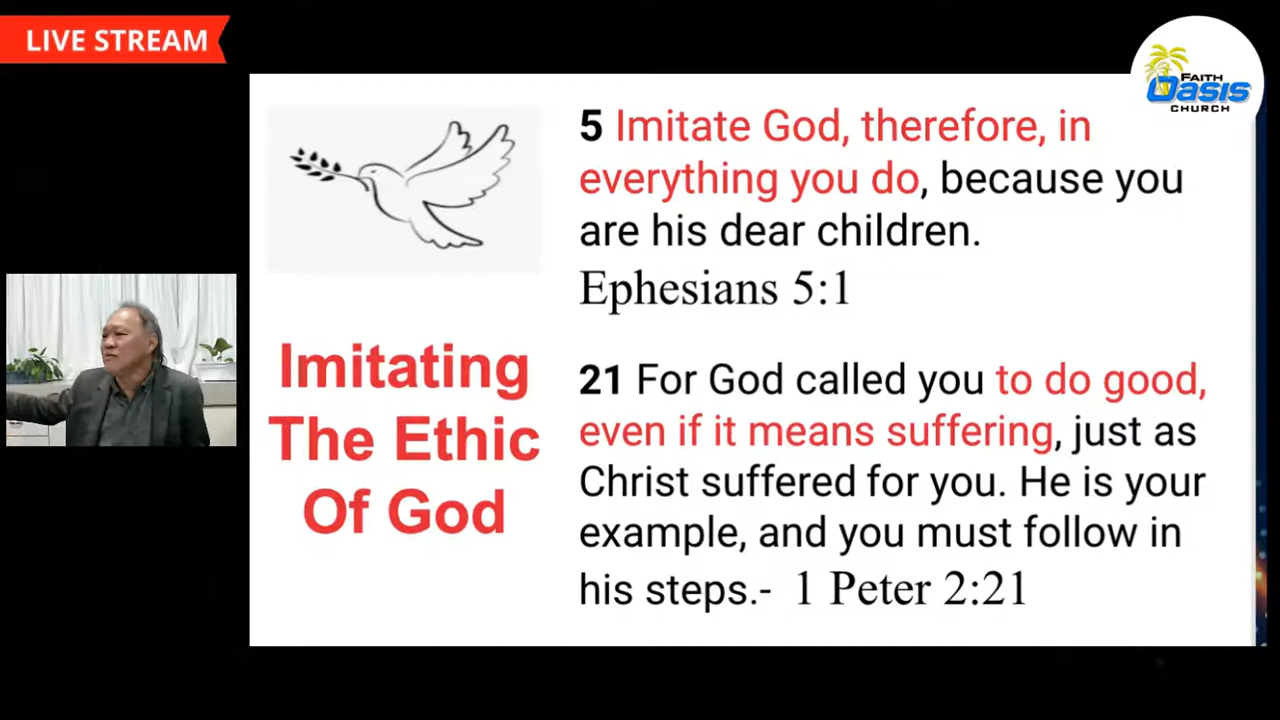 LIVE STREAM
FAITH
Oasis
CHURCH
Imitating
The Ethic
Of God
5 Imitate God, therefore, in
everything you do, because you
are his dear children.
Ephesians 5:1
21 For God called you to do good,
even if it means suffering, just as
Christ suffered for you. He is your
example, and you must follow in
his steps.- 1 Peter 2:21